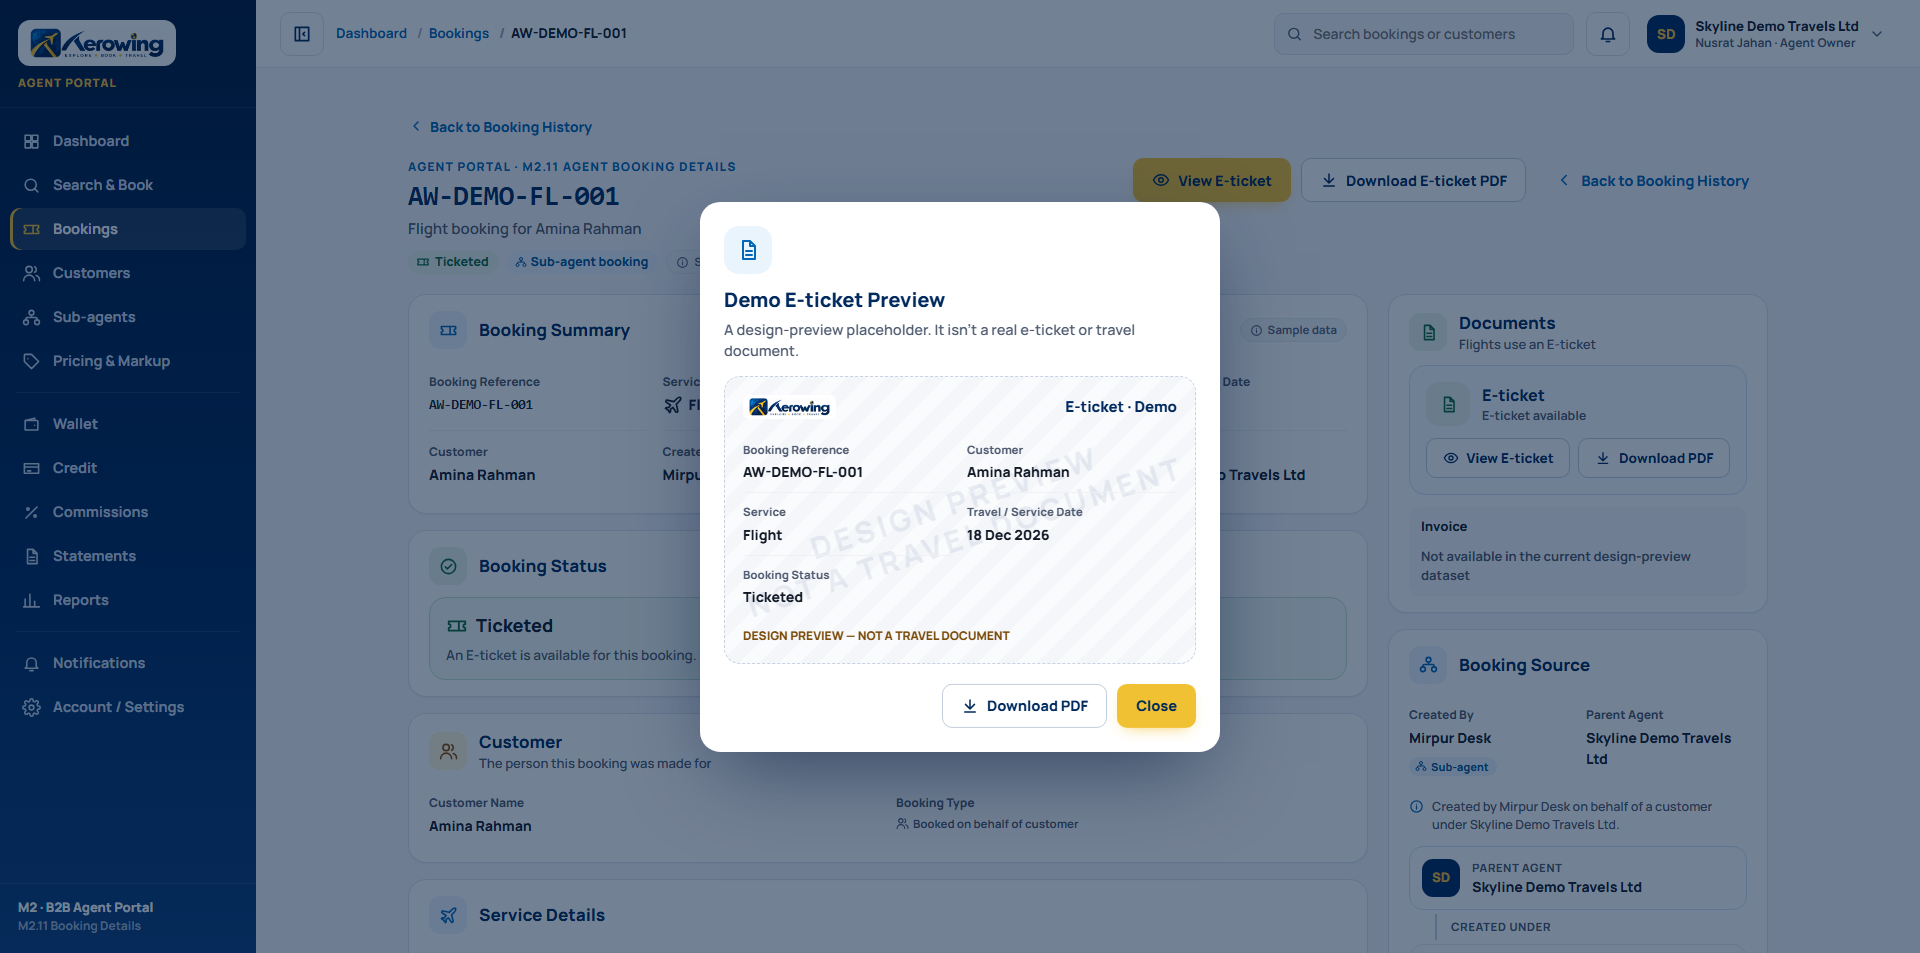 Aerowing
EXPLORE • BOOK • TRAVEL
AGENT PORTAL
Dashboard
Search & Book
Bookings
Customers
Sub-agents
Pricing & Markup
Wallet
Credit
Commissions
Statements
Reports
Notifications
Account / Settings
M2 · B2B Agent Portal
M2.11 Booking Details
Dashboard / Bookings / AW-DEMO-FL-001
Search bookings or customers
SD
Skyline Demo Travels Ltd
Nusrat Jahan · Agent Owner
Back to Booking History
AGENT PORTAL · M2.11 AGENT BOOKING DETAILS
AW-DEMO-FL-001
Flight booking for Amina Rahman
Ticketed
Sub-agent booking
View E-ticket
Download E-ticket PDF
Back to Booking History
Booking Summary
Sample data
Booking Reference
AW-DEMO-FL-001
Date
Customer
Amina Rahman
Travels Ltd
Booking Status
Ticketed
An E-ticket is available for this booking.
Customer
The person this booking was made for
Customer Name
Amina Rahman
Booking Type
Booked on behalf of customer
Service Details
Demo E-ticket Preview
A design-preview placeholder. It isn't a real e-ticket or travel
document.
Aerowing
E-ticket · Demo
Booking Reference
AW-DEMO-FL-001
Customer
Amina Rahman
Service
Flight
Travel / Service Date
18 Dec 2026
Booking Status
Ticketed
DESIGN PREVIEW
NOT A TRAVEL DOCUMENT
DESIGN PREVIEW — NOT A TRAVEL DOCUMENT
Download PDF
Close
Documents
Flights use an E-ticket
E-ticket
E-ticket available
View E-ticket
Download PDF
Invoice
Not available in the current design-preview
dataset
Booking Source
Created By
Mirpur Desk
Sub-agent
Parent Agent
Skyline Demo Travels
Ltd
Created by Mirpur Desk on behalf of a customer
under Skyline Demo Travels Ltd.
SD
PARENT AGENT
Skyline Demo Travels Ltd
CREATED UNDER